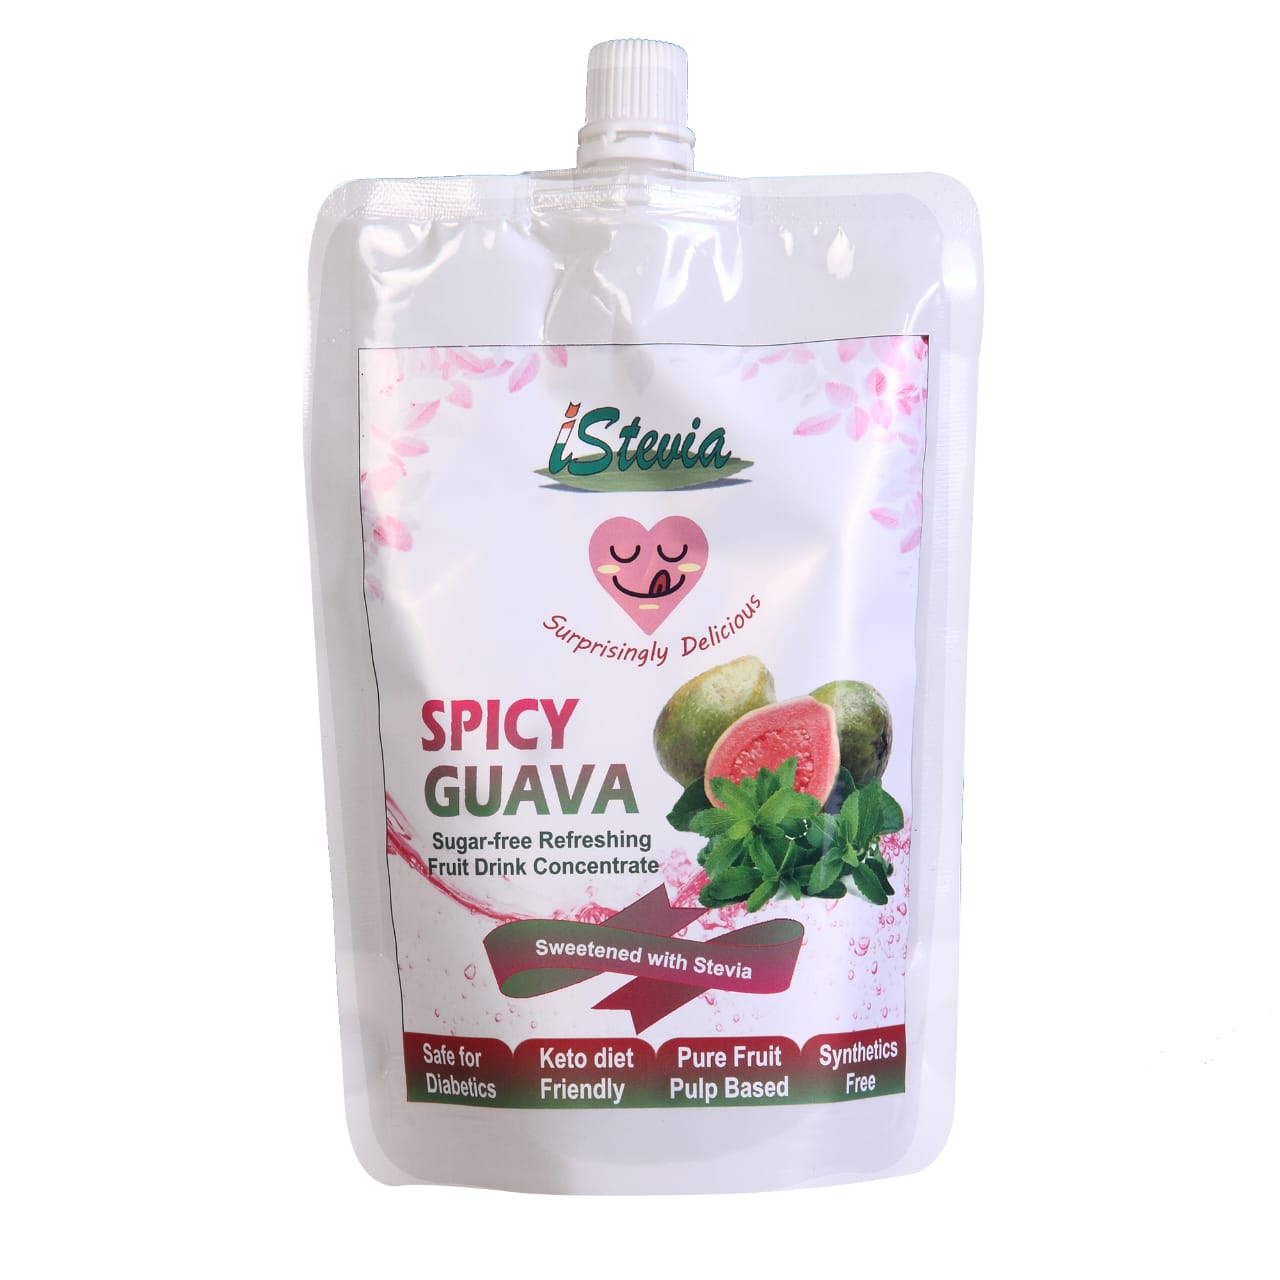 iStevia
Surprisingly Delicious
SPICY
GUAVA
Sugar-free Refreshing
Fruit Drink Concentrate
Sweetened with Stevia
Safe for
Diabetics
Keto diet
Friendly
Pure Fruit
Pulp Based
Synthetics
Free